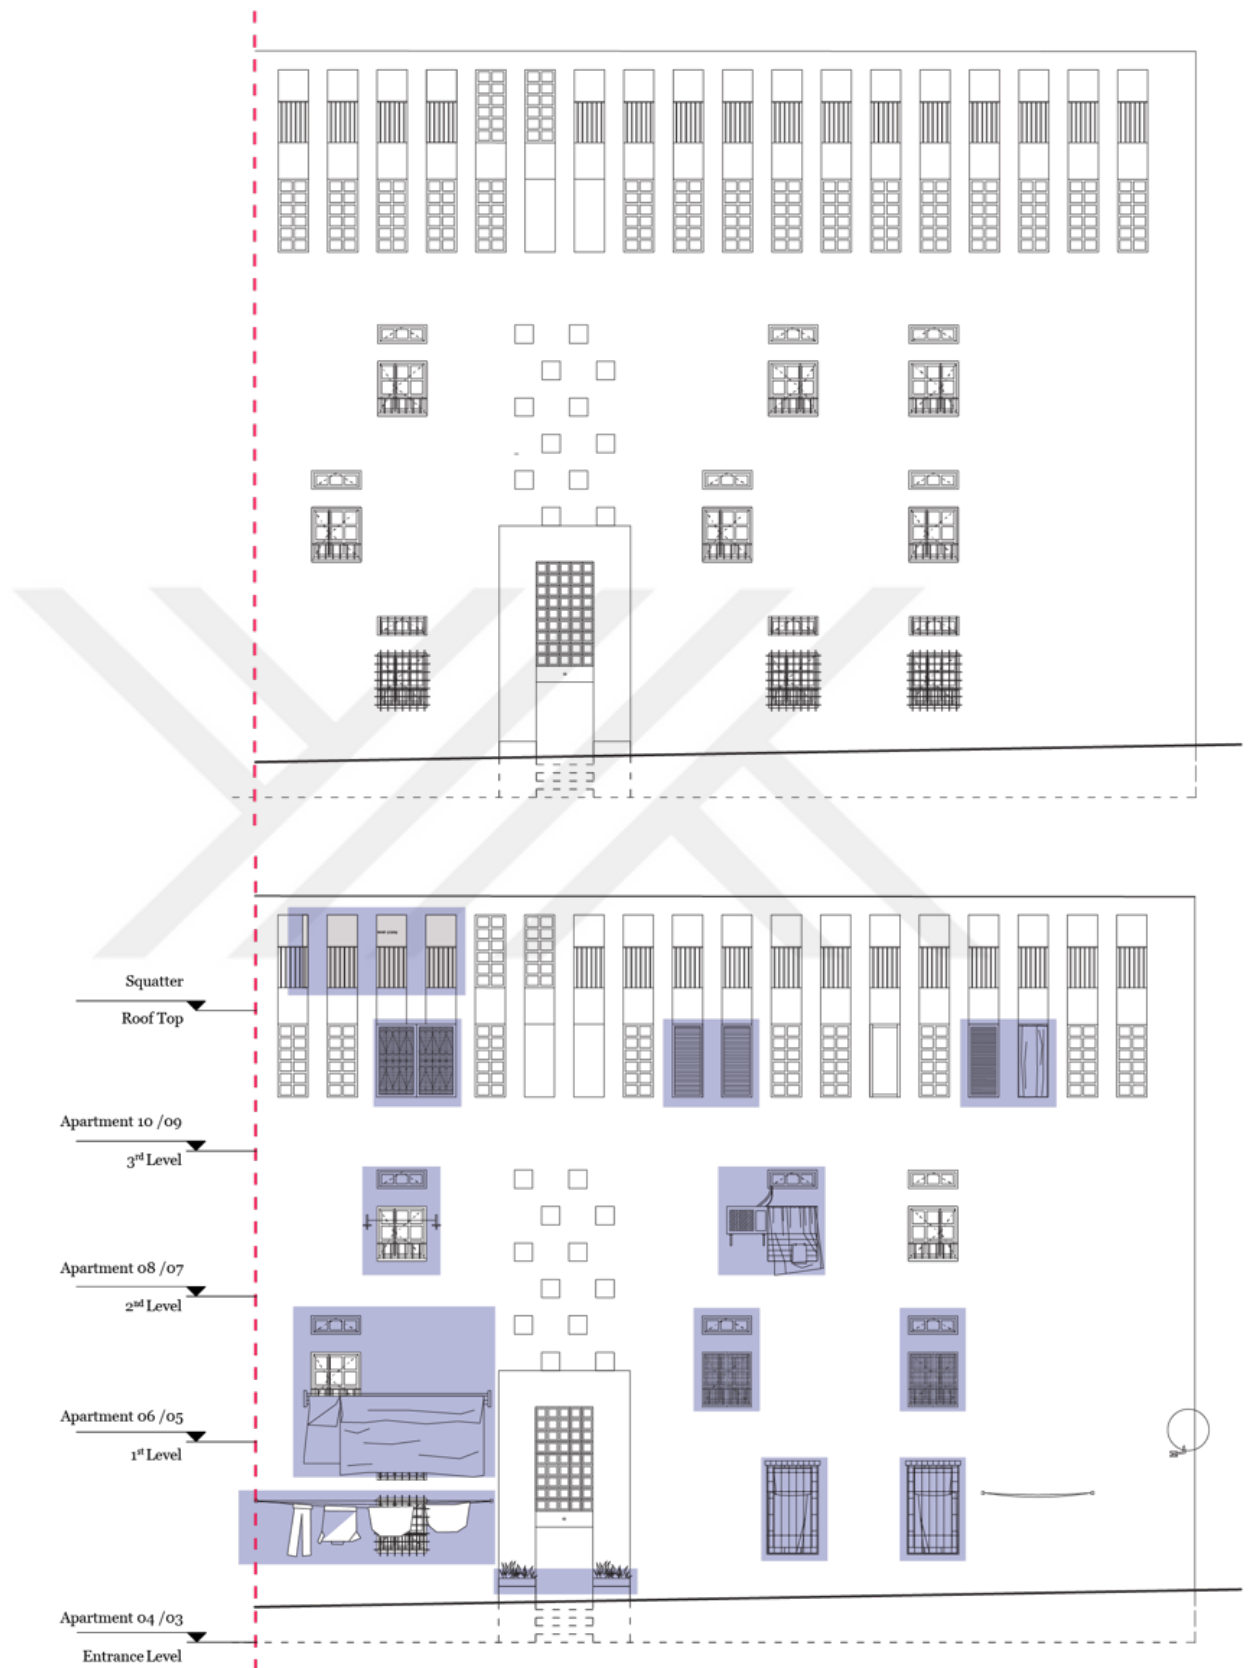 Squatter
Roof Top
Apartment 10 /09
3rd Level
Apartment 08 /07
2nd Level
Apartment 06 /05
1st Level
Apartment 04 /03
Entrance Level